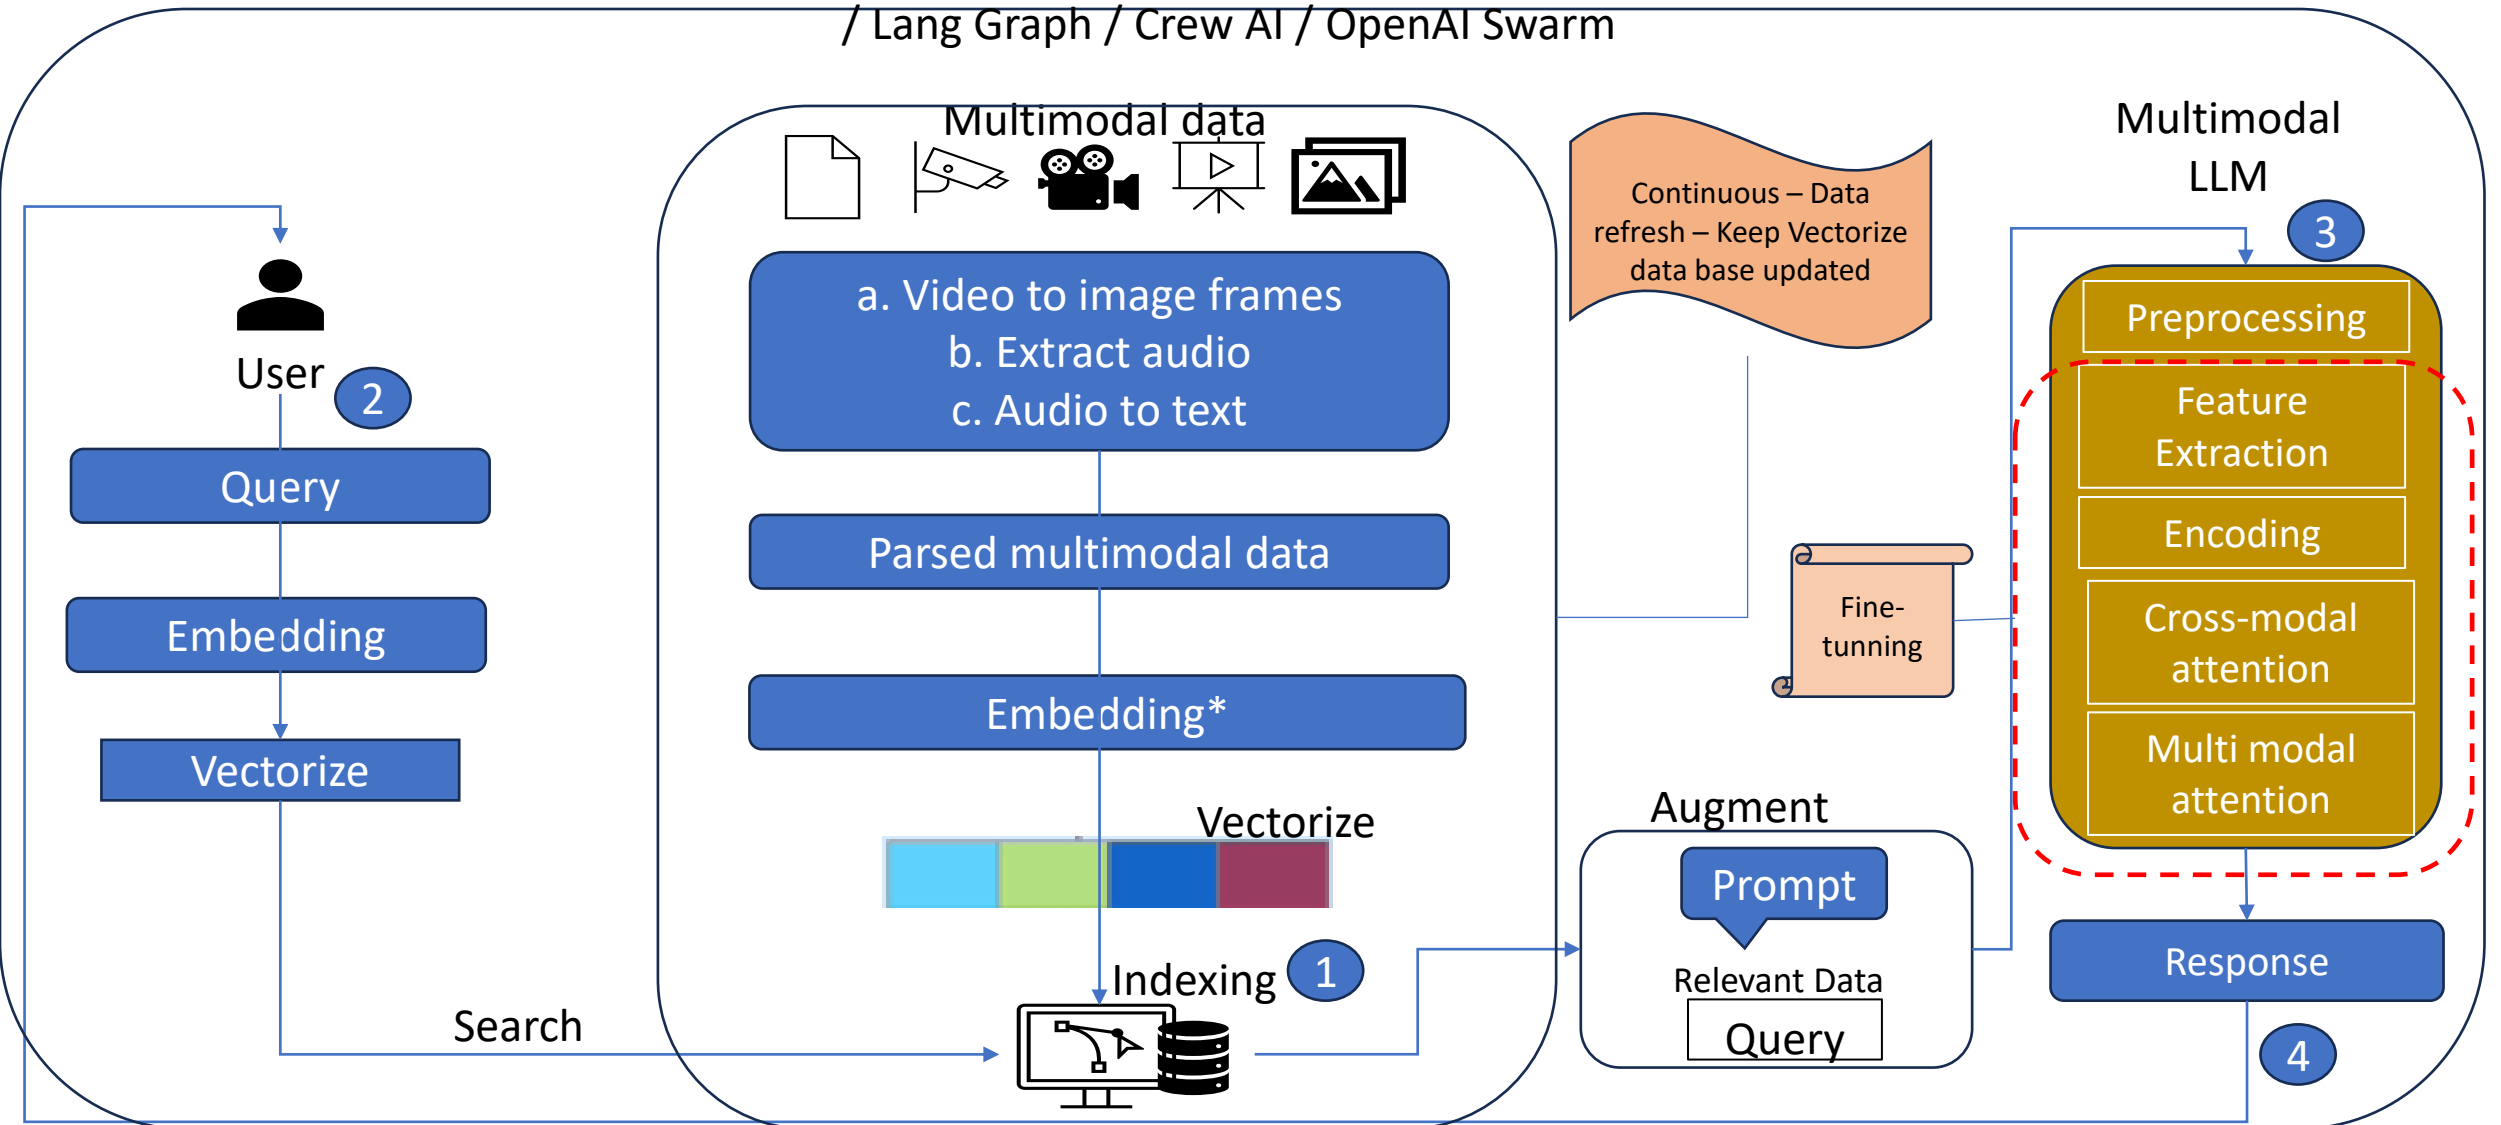 / Lang Graph / Crew AI / OpenAI Swarm
Multimodal data
a. Video to image frames
b. Extract audio
c. Audio to text
Parsed multimodal data
Embedding*
Vectorize
Indexing
1
User
2
Query
Embedding
Vectorize
Search
Continuous – Data
refresh – Keep Vectorize
data base updated
Fine-
tunning
Augment
Prompt
Relevant Data
Query
Multimodal
LLM
3
Preprocessing
Feature
Extraction
Encoding
Cross-modal
attention
Multi modal
attention
Response
4